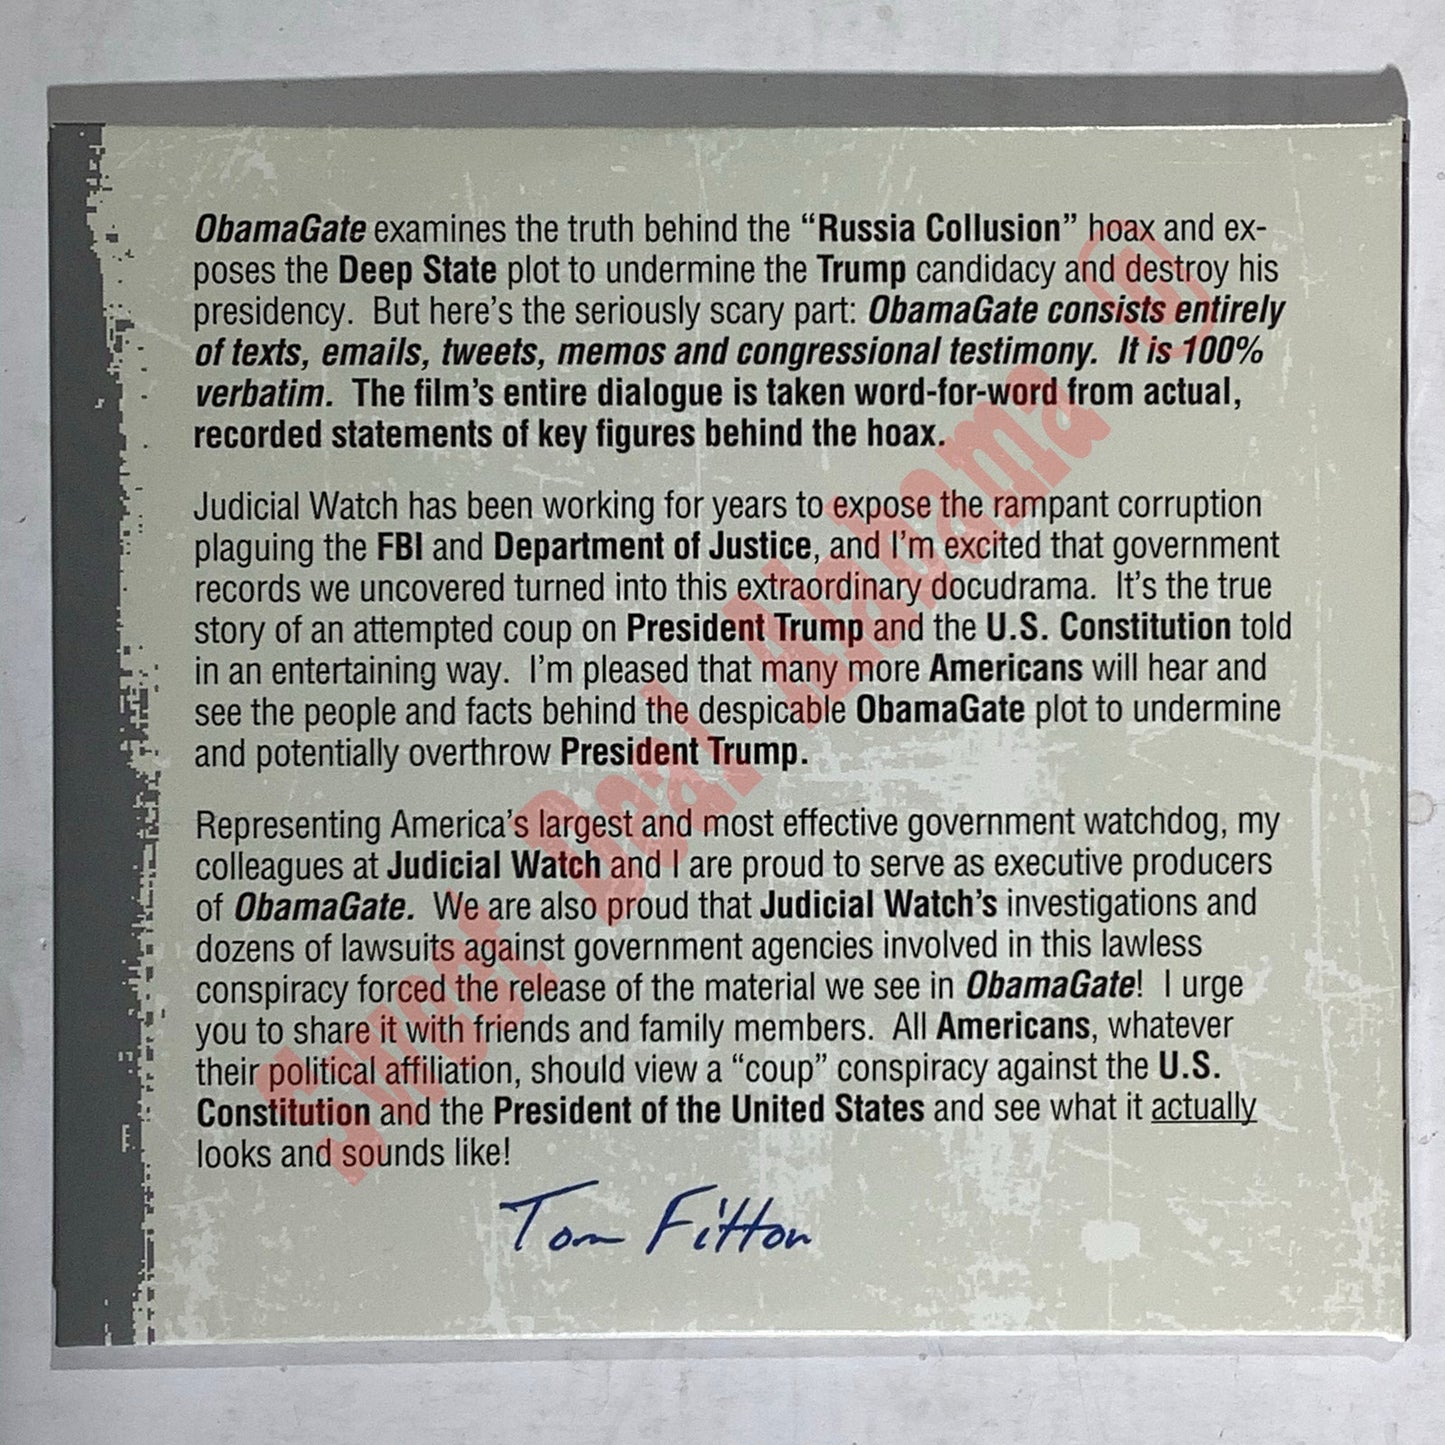 ObamaGate examines the truth behind the “Russia Collusion” hoax and ex-
poses the Deep State plot to undermine the Trump candidacy and destroy his
presidency. But here’s the seriously scary part: ObamaGate consists entirely
of texts, emails, tweets, memos and congressional testimony. It is 100%
verbatim. The film’s entire dialogue is taken word-for-word from actual,
recorded statements of key figures behind the hoax.
Judicial Watch has been working for years to expose the rampant corruption
plaguing the FBI and Department of Justice, and I’m excited that government
records we uncovered turned into this extraordinary docudrama. It’s the true
story of an attempted coup on President Trump and the U.S. Constitution told
in an entertaining way. I’m pleased that many more Americans will hear and
see the people and facts behind the despicable ObamaGate plot to undermine
and potentially overthrow President Trump.
Representing America’s largest and most effective government watchdog, my
colleagues at Judicial Watch and I are proud to serve as executive producers
of ObamaGate. We are also proud that Judicial Watch’s investigations and
dozens of lawsuits against government agencies involved in this lawless
conspiracy forced the release of the material we see in ObamaGate! I urge
you to share it with friends and family members. All Americans, whatever
their political affiliation, should view a “coup” conspiracy against the U.S.
Constitution and the President of the United States and see what it actually
looks and sounds like!
Tom Fitton
Sweet Deal Alabama ©